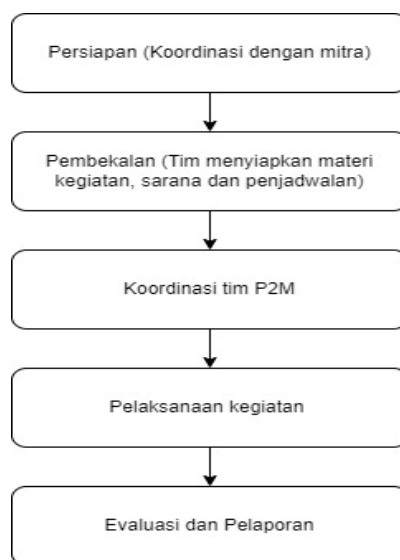 Persiapan (Koordinasi dengan mitra)
Pembekalan (Tim menyiapkan materi
kegiatan, sarana dan penjadwalan)
Koordinasi tim P2M
Pelaksanaan kegiatan
Evaluasi dan Pelaporan